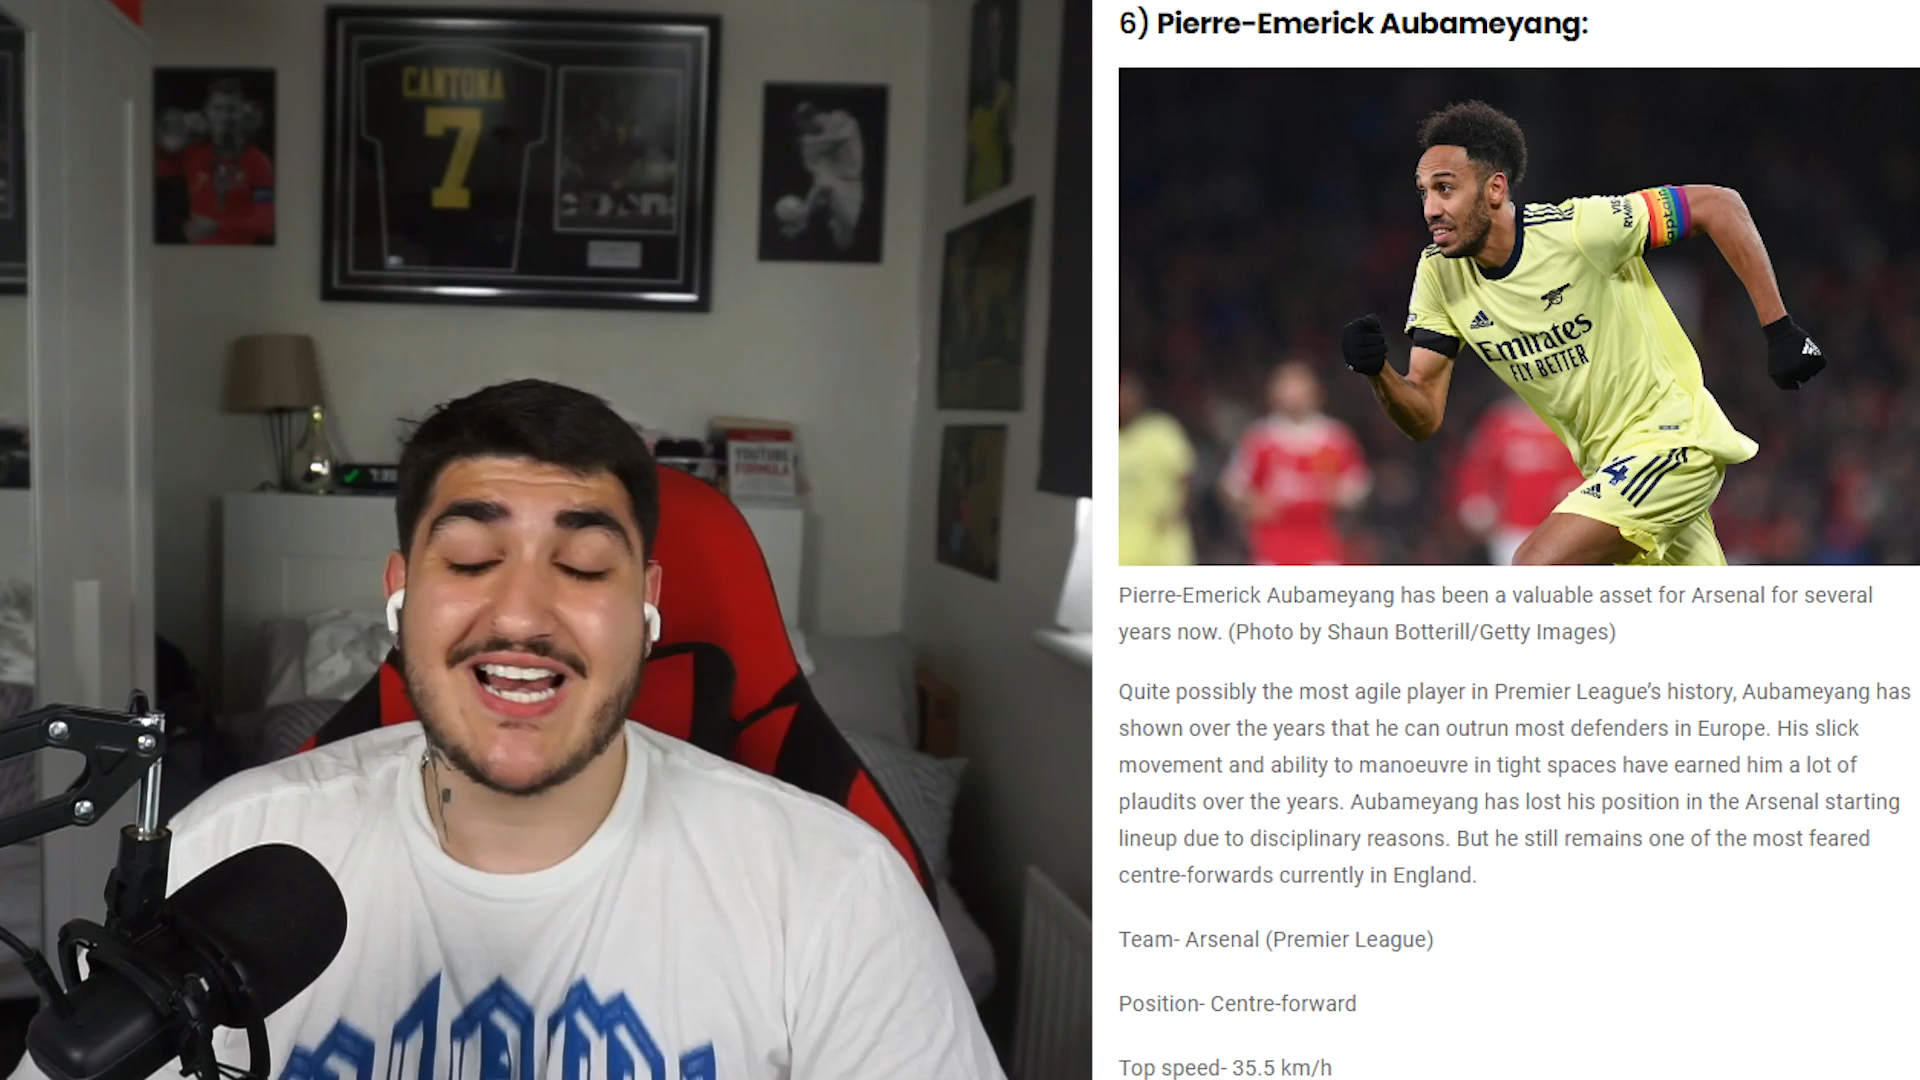 CANTONA
7
YOUTUBE
FORMULA
6) Pierre-Emerick Aubameyang:
Captain
Emirates
FLY BETTER
Pierre-Emerick Aubameyang has been a valuable asset for Arsenal for several
years now. (Photo by Shaun Botterill/Getty Images)
Quite possibly the most agile player in Premier League’s history, Aubameyang has
shown over the years that he can outrun most defenders in Europe. His slick
movement and ability to manoeuvre in tight spaces have earned him a lot of
plaudits over the years. Aubameyang has lost his position in the Arsenal starting
lineup due to disciplinary reasons. But he still remains one of the most feared
centre-forwards currently in England.
Team- Arsenal (Premier League)
Position- Centre-forward
Top speed- 35.5 km/h